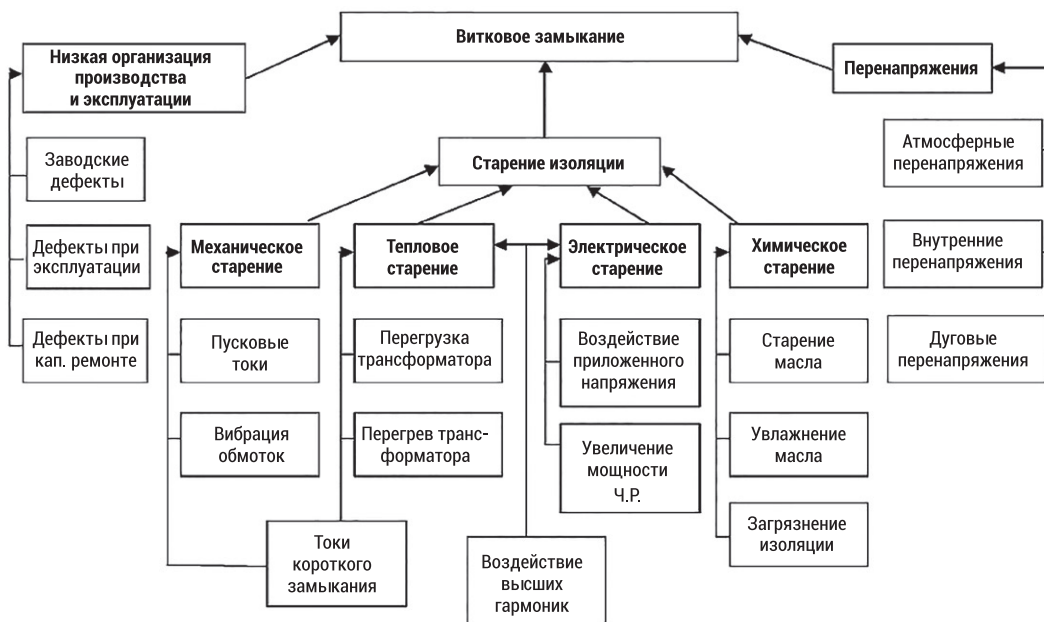 Витковое замыкание
Низкая организация
производства
и эксплуатации
Перенапряжения
Заводские
дефекты
Старение изоляции
Атмосферные
перенапряжения
Дефекты при
эксплуатации
Механическое
старение
Тепловое
старение
Электрическое
старение
Химическое
старение
Внутренние
перенапряжения
Дефекты при
кап. ремонте
Пусковые
токи
Перегрузка
трансформатора
Воздействие
приложенного
напряжения
Старение
масла
Дуговые
перенапряжения
Вибрация
обмоток
Перегрев транс-
форматора
Увеличение
мощности
Ч.Р.
Увлажнение
масла
Токи
короткого
замыкания
Воздействие
высших
гармоник
Загрязнение
изоляции